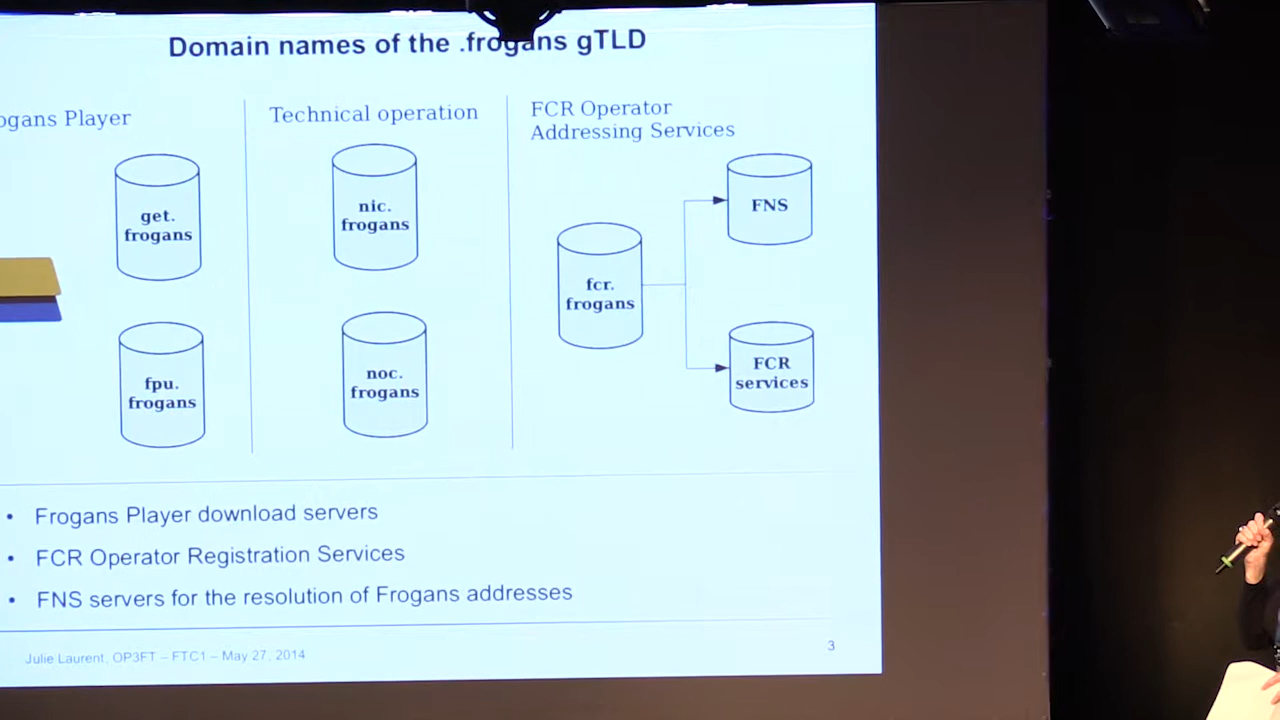 Domain names of the .frogans gTLD
ogans Player
Technical operation
FCR Operator
Addressing Services
get.
frogans
nic.
frogans
fcr.
frogans
FNS
fpu.
frogans
noc.
frogans
FCR
services
• Frogans Player download servers
• FCR Operator Registration Services
• FNS servers for the resolution of Frogans addresses
Julie Laurent, OP3FT – FTC1 – May 27, 2014
3